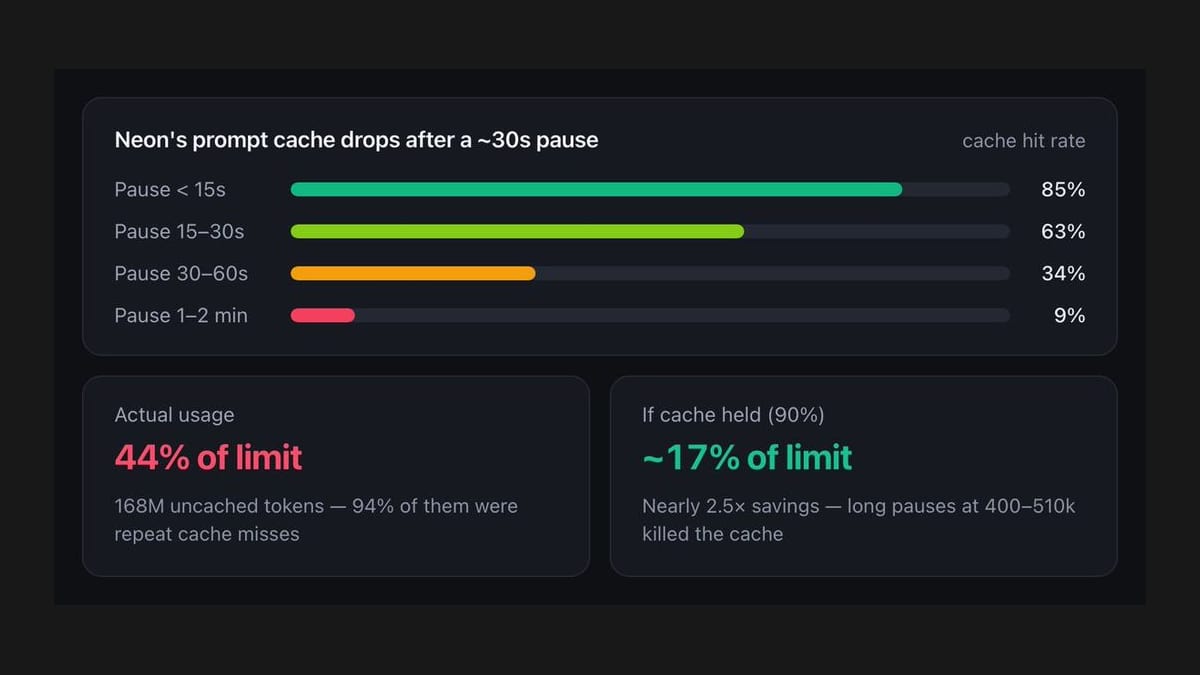 Neon's prompt cache drops after a ~30s pause
cache hit rate
Pause < 15s 85%
Pause 15–30s 63%
Pause 30–60s 34%
Pause 1–2 min 9%
Actual usage
44% of limit
168M uncached tokens — 94% of them were
repeat cache misses
If cache held (90%)
~17% of limit
Nearly 2.5× savings — long pauses at 400–510k
killed the cache